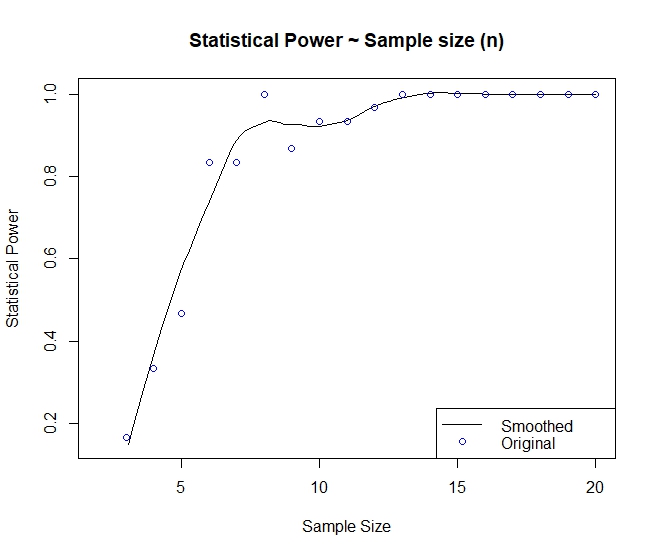 Statistical Power ~ Sample size (n)
Statistical Power
1.0
0.8
0.6
0.4
0.2
5 10 15 20
Sample Size
Smoothed
Original